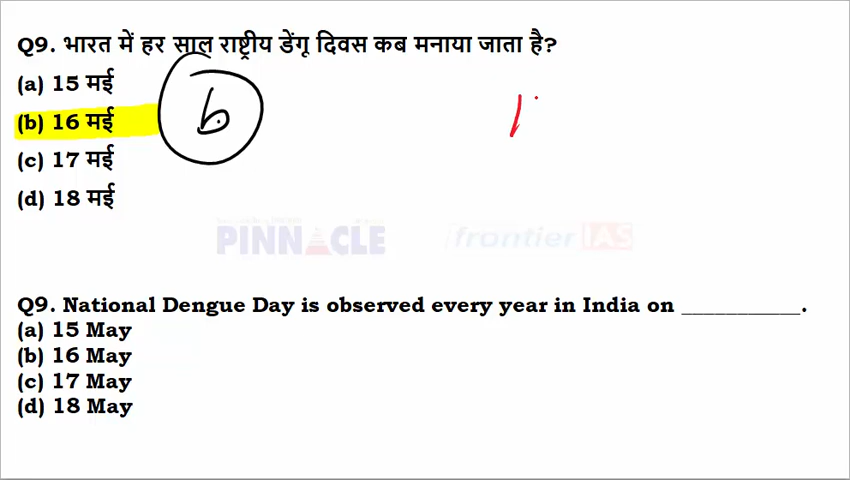 Q9. भारत में हर साल राष्ट्रीय डेंगू दिवस कब मनाया जाता है?
(a) 15 मई
(b) 16 मई
b
(c) 17 मई
(d) 18 मई
PINNACLE frontier IAS
Q9. National Dengue Day is observed every year in India on ___________.
(a) 15 May
(b) 16 May
(c) 17 May
(d) 18 May